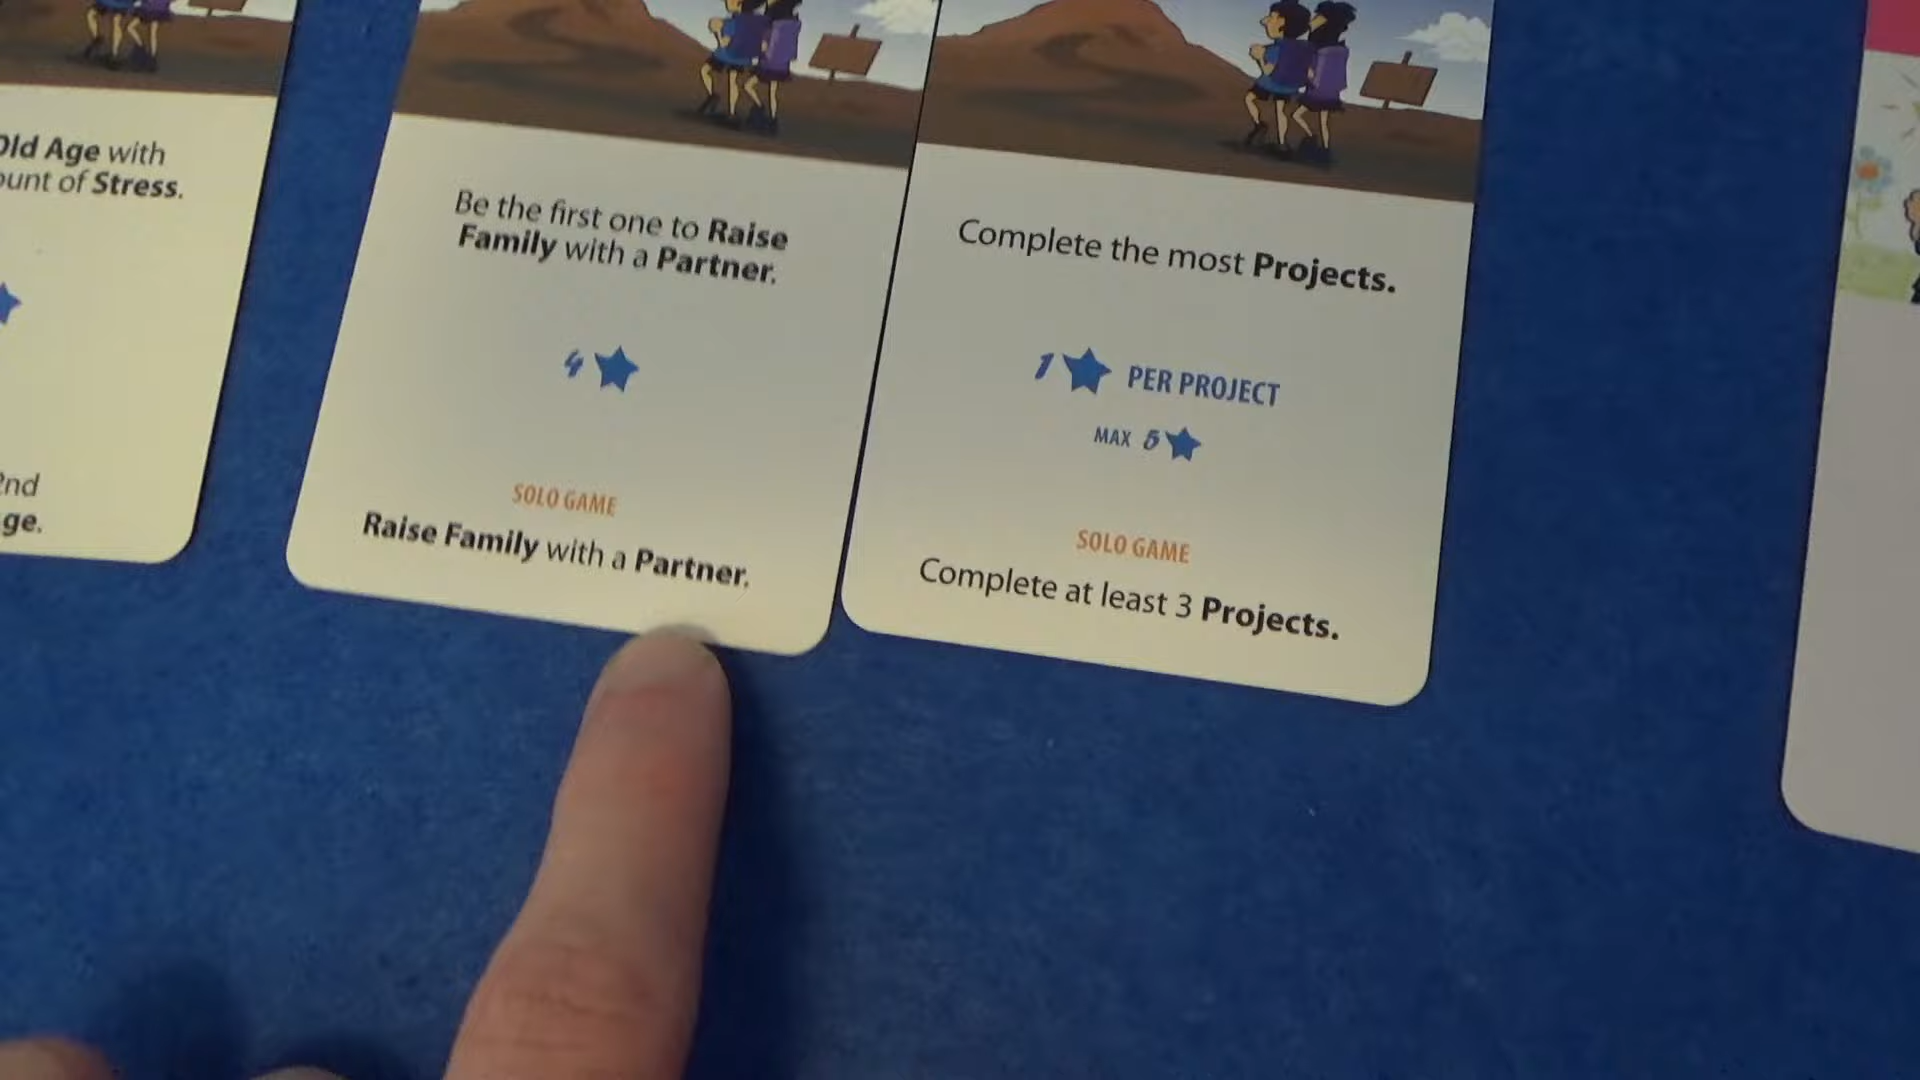 Old Age with
ount of Stress.
2nd
ge.
Be the first one to Raise
Family with a Partner.
4
SOLO GAME
Raise Family with a Partner.
Complete the most Projects.
1 PER PROJECT
MAX 5
SOLO GAME
Complete at least 3 Projects.